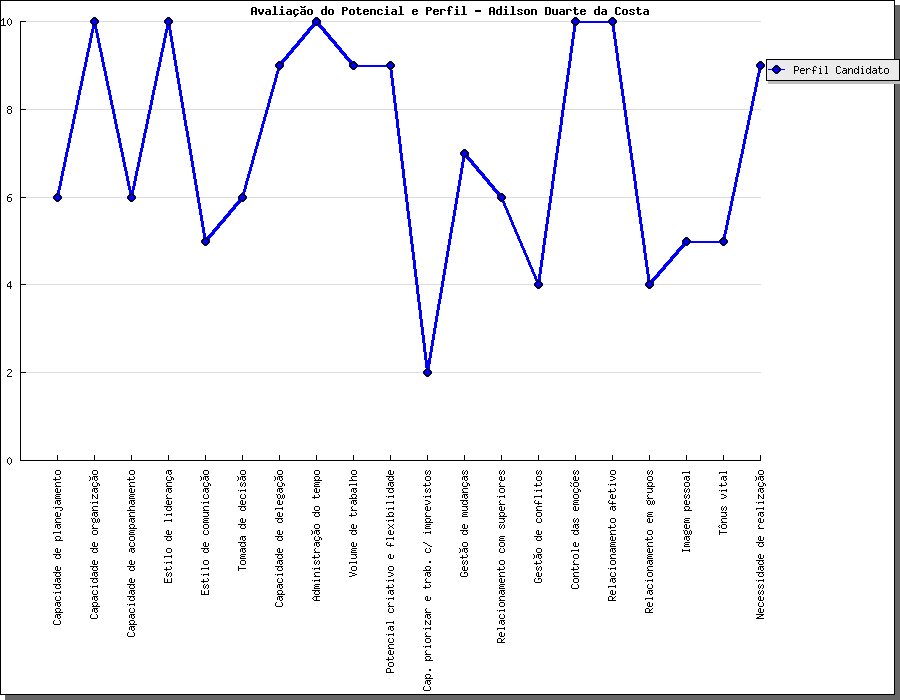 Avaliação do Potencial e Perfil - Adilson Duarte da Costa
10
8
6
4
2
0
Perfil Candidato
Capacidade de planejamento
Capacidade de organização
Capacidade de acompanhamento
Estilo de liderança
Estilo de comunicação
Tomada de decisão
Capacidade de delegação
Administração do tempo
Volume de trabalho
Potencial criativo e flexibilidade
Cap. priorizar e trab. c/ imprevistos
Gestão de mudanças
Relacionamento com superiores
Gestão de conflitos
Controle das emoções
Relacionamento afetivo
Relacionamento em grupos
Imagem pessoal
Tônus vital
Necessidade de realização